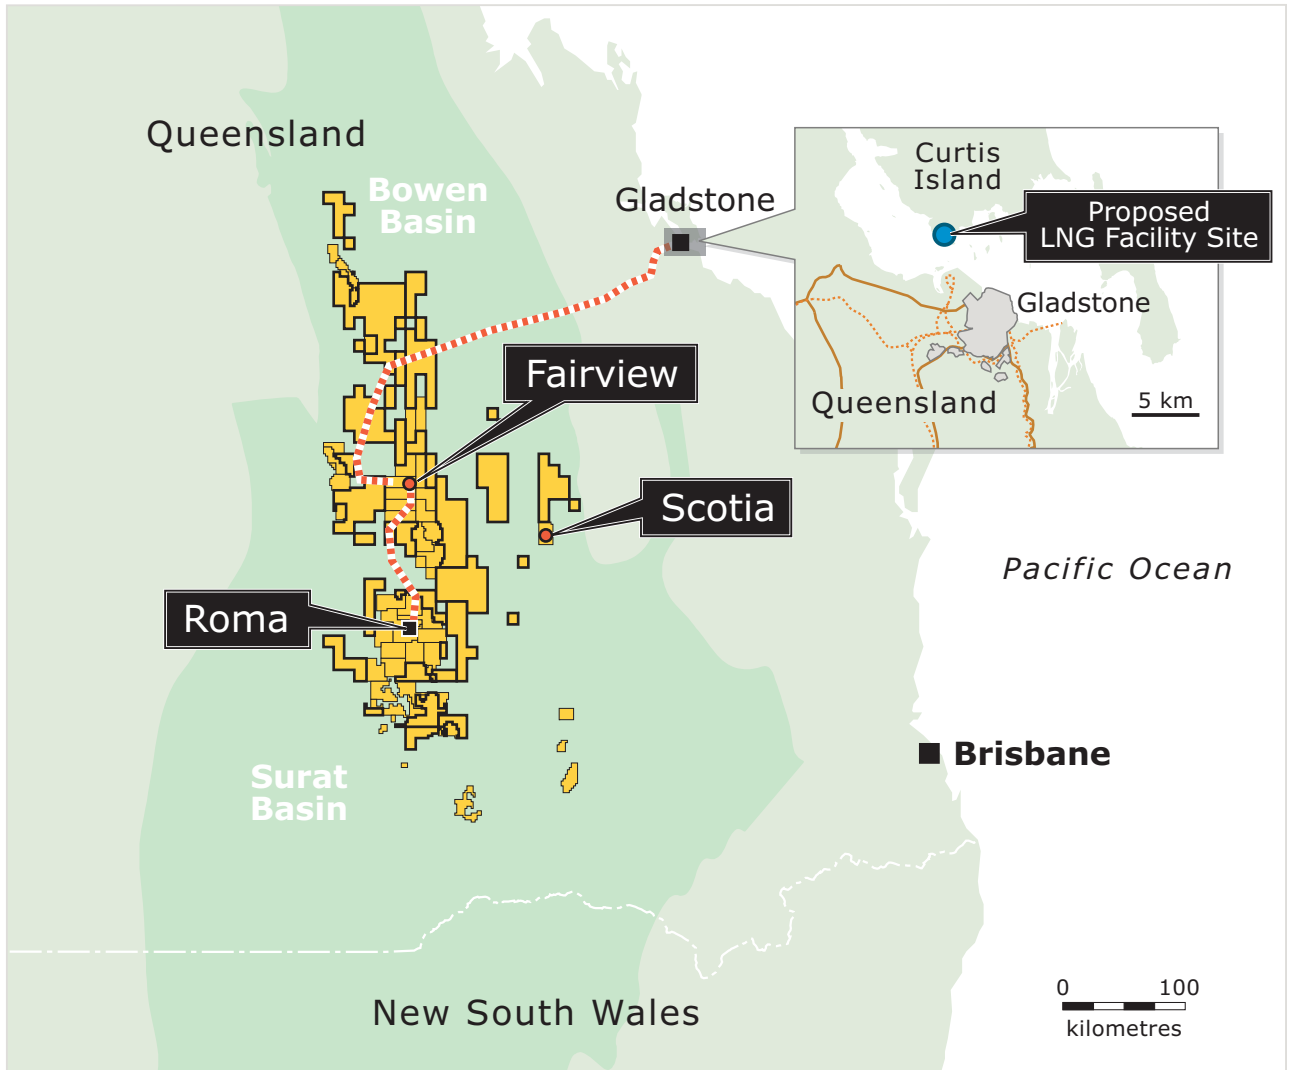 Queensland
Bowen
Basin
Gladstone
Curtis
Island
Proposed
LNG Facility Site
Gladstone
Queensland
5 km
Fairview
Scotia
Pacific Ocean
Roma
Brisbane
Surat
Basin
New South Wales
0 100
kilometres